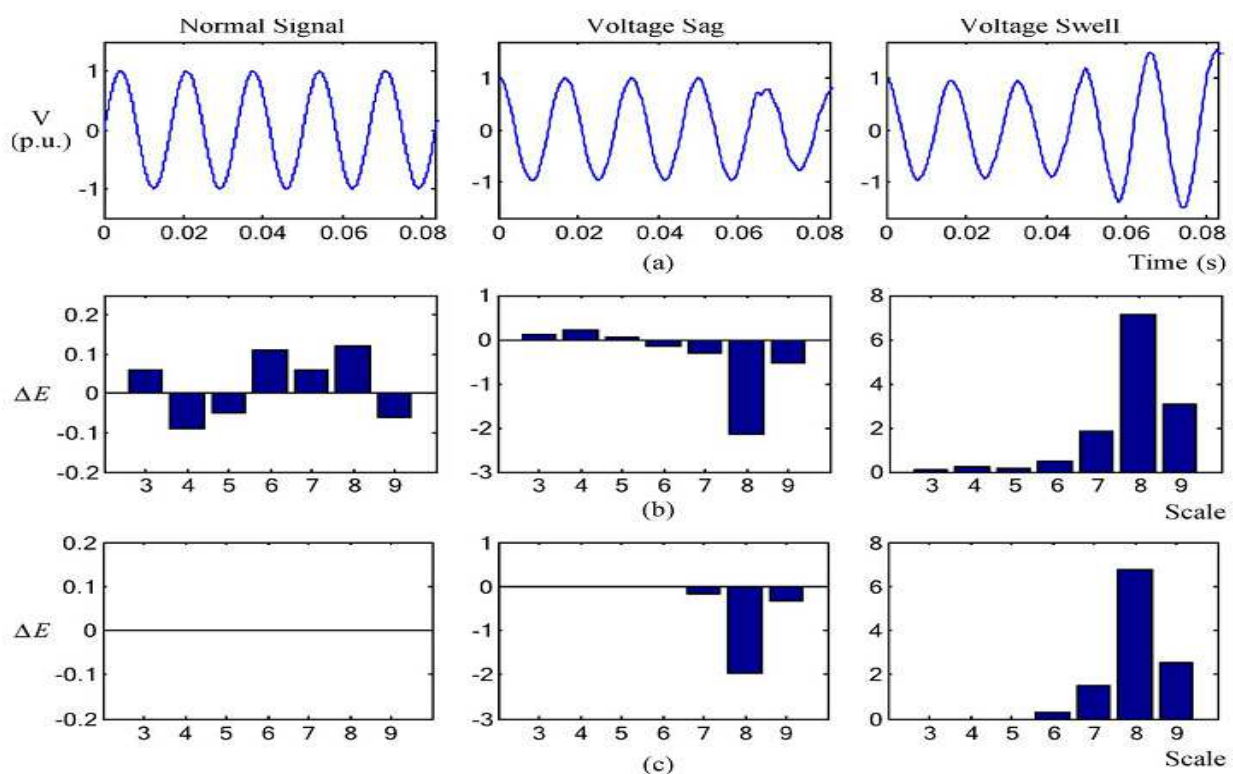 Normal Signal Voltage Sag Voltage Swell
1 1 1
V
(p.u.)
0 0 0
-1 -1 -1
0 0.02 0.04 0.06 0.08 0 0.02 0.04 0.06 0.08 0 0.02 0.04 0.06 0.08
(a) Time (s)
0.2 1 8
0.1 0 6
ΔE 0 -1 4
-0.1 -2 2
-0.2 -3 0
3 4 5 6 7 8 9 3 4 5 6 7 8 9 3 4 5 6 7 8 9
(b) Scale
0.2 1 8
0.1 0 6
ΔE 0 -1 4
-0.1 -2 2
-0.2 -3 0
3 4 5 6 7 8 9 3 4 5 6 7 8 9 3 4 5 6 7 8 9
(c) Scale